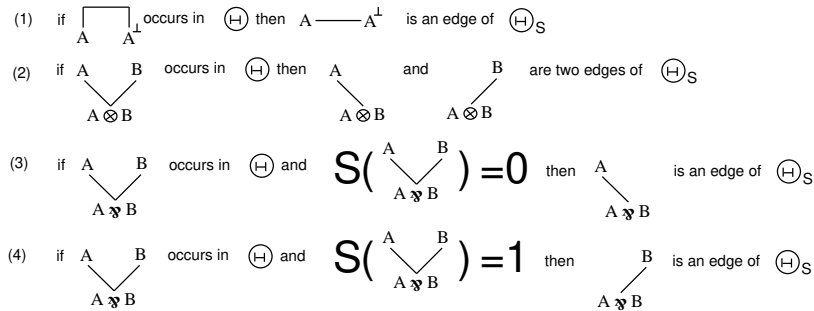 (1) if A A⊥ occurs in Θ then A A⊥ is an edge of Θ S
(2) if A B A⊗B occurs in Θ then A A⊗B and B A⊗B are two edges of Θ S
(3) if A B A⅋B occurs in Θ and S( A B A⅋B ) =0 then A A⅋B is an edge of Θ S
(4) if A B A⅋B occurs in Θ and S( A B A⅋B ) =1 then B A⅋B is an edge of Θ S